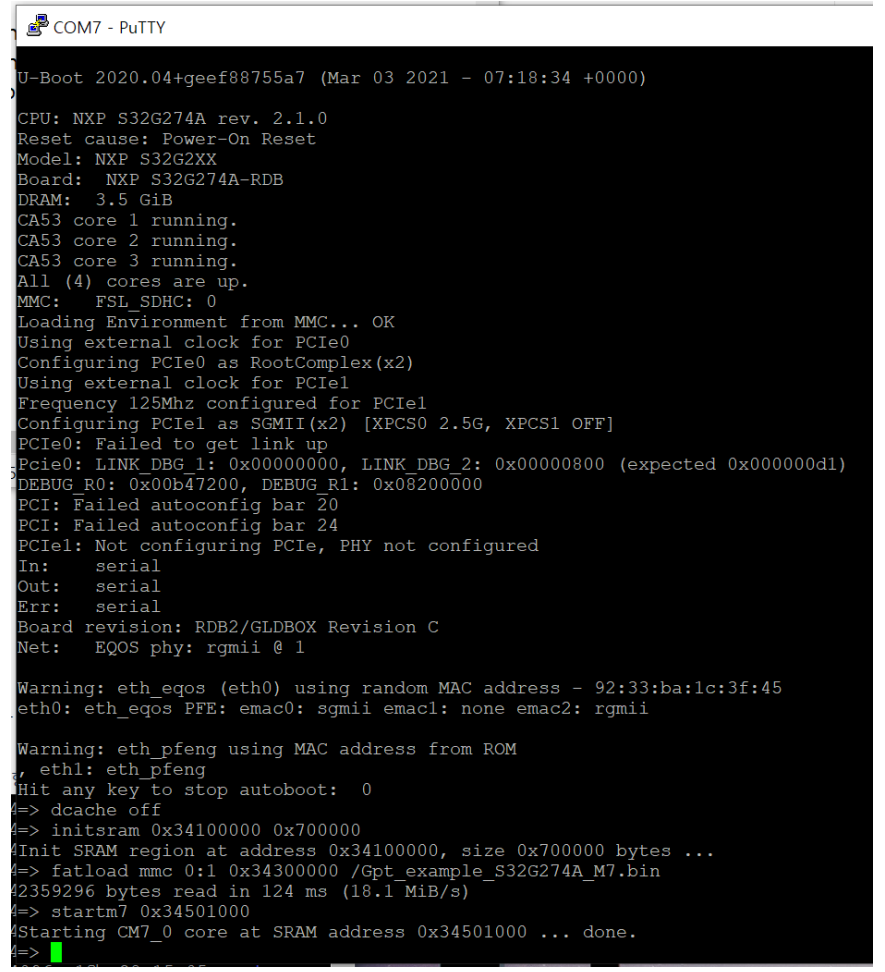 COM7 - PuTTY
U-Boot 2020.04+geef88755a7 (Mar 03 2021 - 07:18:34 +0000)
CPU: NXP S32G274A rev. 2.1.0
Reset cause: Power-On Reset
Model: NXP S32G2XX
Board:  NXP S32G274A-RDB
DRAM:  3.5 GiB
CA53 core 1 running.
CA53 core 2 running.
CA53 core 3 running.
All (4) cores are up.
MMC:   FSL_SDHC: 0
Loading Environment from MMC... OK
Using external clock for PCIe0
Configuring PCIe0 as RootComplex(x2)
Using external clock for PCIe1
Frequency 125Mhz configured for PCIe1
Configuring PCIe1 as SGMII(x2) [XPCS0 2.5G, XPCS1 OFF]
PCIe0: Failed to get link up
Pcie0: LINK_DBG_1: 0x00000000, LINK_DBG_2: 0x00000800 (expected 0x000000d1)
DEBUG_R0: 0x00b47200, DEBUG_R1: 0x08200000
PCI: Failed autoconfig bar 20
PCI: Failed autoconfig bar 24
PCIe1: Not configuring PCIe, PHY not configured
In:    serial
Out:   serial
Err:   serial
Board revision: RDB2/GLDBOX Revision C
Net:   EQOS phy: rgmii @ 1
Warning: eth_eqos (eth0) using random MAC address - 92:33:ba:1c:3f:45
eth0: eth_eqos PFE: emac0: sgmii emac1: none emac2: rgmii
Warning: eth_pfeng using MAC address from ROM
, eth1: eth_pfeng
Hit any key to stop autoboot:  0
=> dcache off
=> initsram 0x34100000 0x700000
Init SRAM region at address 0x34100000, size 0x700000 bytes ...
=> fatload mmc 0:1 0x34300000 /Gpt_example_S32G274A_M7.bin
2359296 bytes read in 124 ms (18.1 MiB/s)
=> startm7 0x34501000
Starting CM7_0 core at SRAM address 0x34501000 ... done.
=>